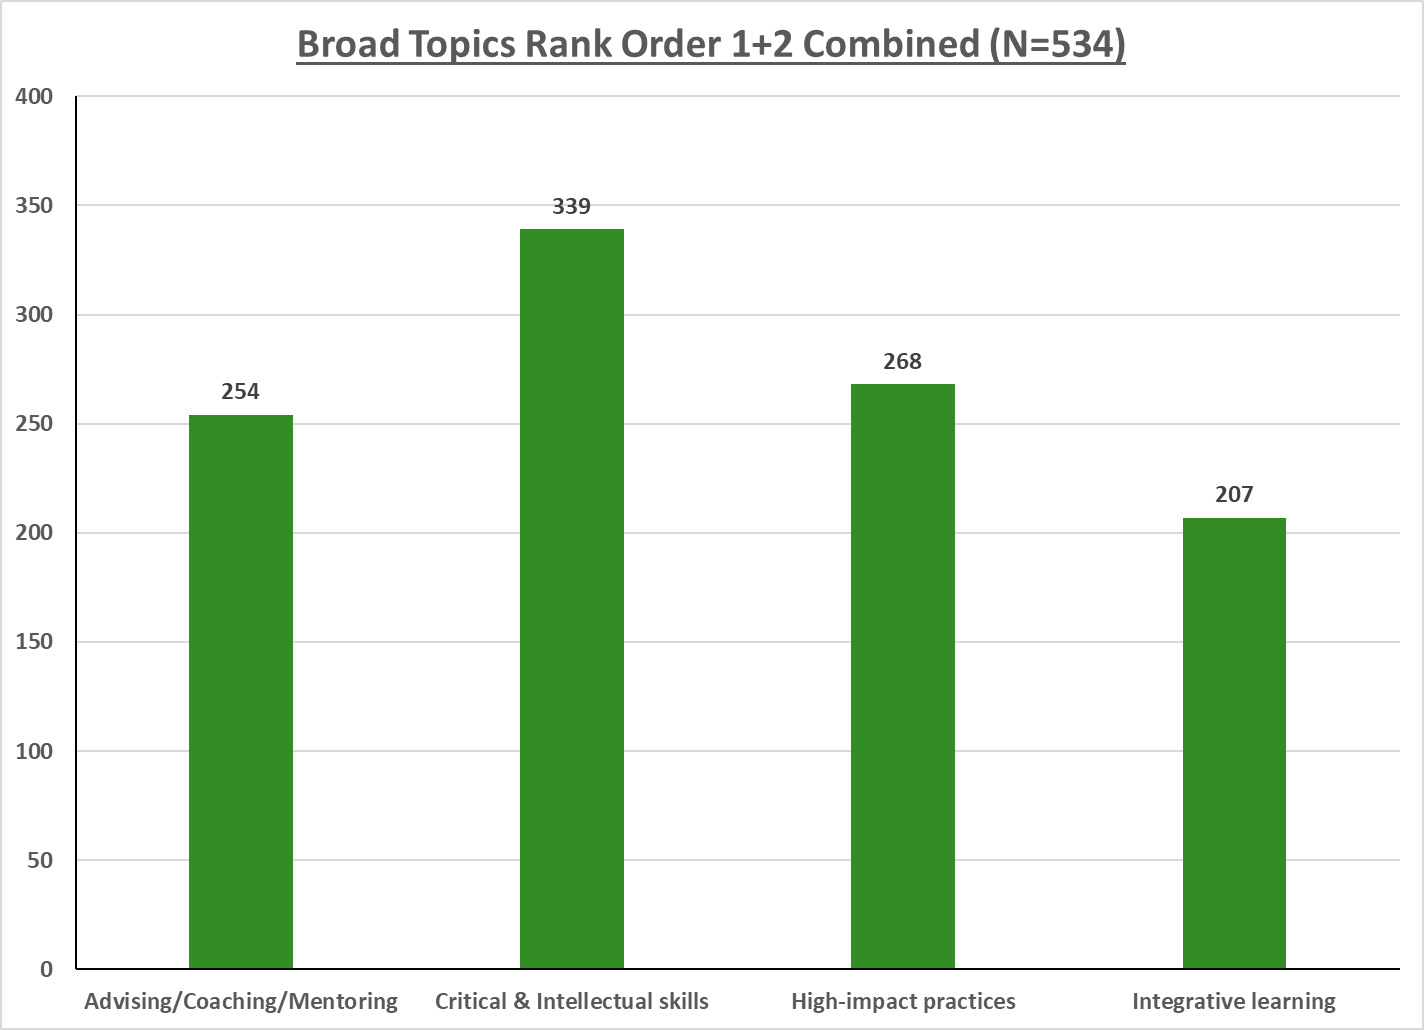 Broad Topics Rank Order 1+2 Combined (N=534)
400
350
300
250
200
150
100
50
0
254
339
268
207
Advising/Coaching/Mentoring
Critical & Intellectual skills
High-impact practices
Integrative learning